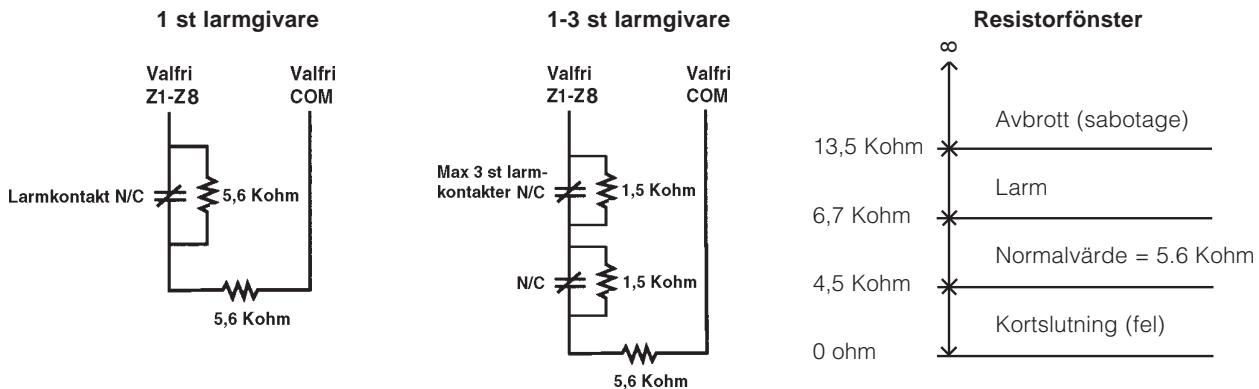 1 st larmgivare
Valfri
Z1-Z8
Valfri
COM
Larmkontakt N/C
5,6 Kohm
5,6 Kohm
1-3 st larmgivare
Valfri
Z1-Z8
Valfri
COM
Max 3 st larm-
kontakter N/C
1,5 Kohm
N/C
1,5 Kohm
5,6 Kohm
Resistorfönster
∞
Avbrott (sabotage)
13,5 Kohm
Larm
6,7 Kohm
Normalvärde = 5.6 Kohm
4,5 Kohm
Kortslutning (fel)
0 ohm